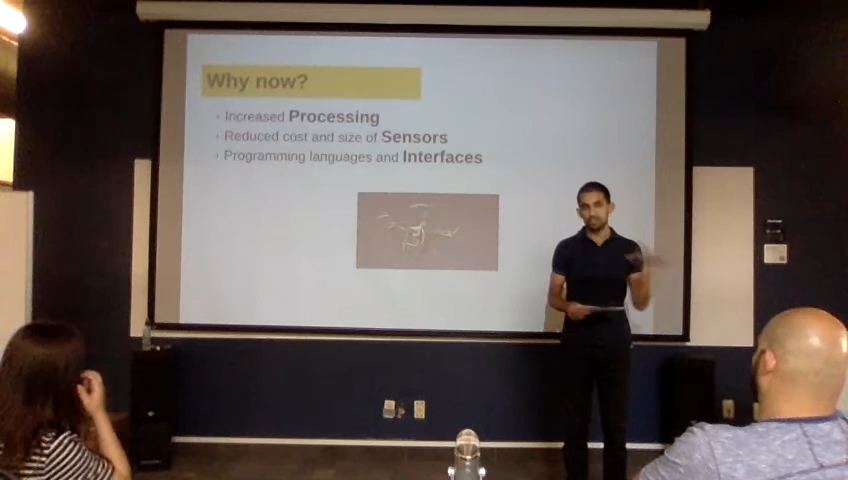 Why now?
Increased Processing
Reduced cost and size of Sensors
Programming languages and Interfaces